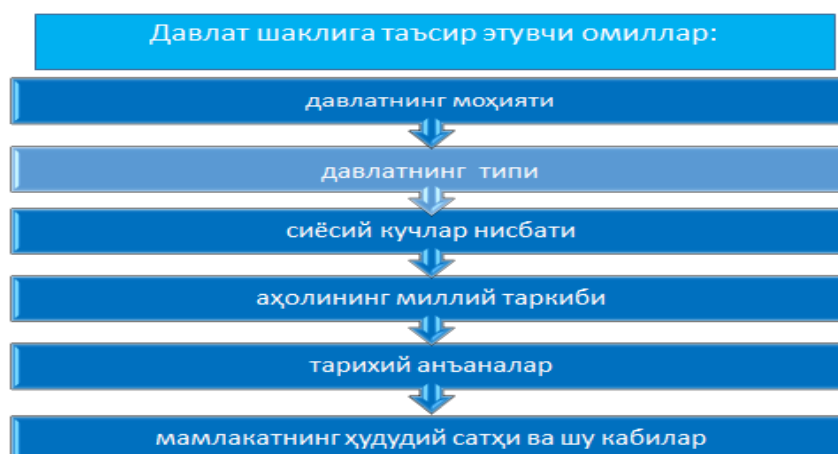 Давлат шаклига таъсир этувчи омиллар:
давлатнинг моҳияти
давлатнинг типи
сиёсий кучлар нисбати
аҳолининг миллий таркиби
тарихий анъаналар
мамлакатнинг ҳудудий сатҳи ва шу кабилар